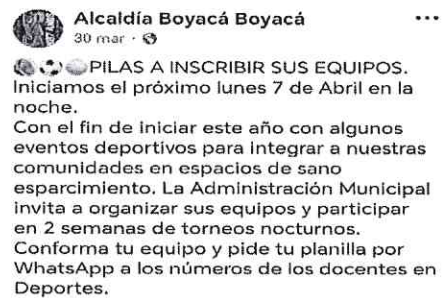 Alcaldía Boyacá Boyacá
30 mar ·
PILAS A INSCRIBIR SUS EQUIPOS.
Iniciamos el próximo lunes 7 de Abril en la
noche.
Con el fin de iniciar este año con algunos
eventos deportivos para integrar a nuestras
comunidades en espacios de sano
esparcimiento. La Administración Municipal
invita a organizar sus equipos y participar
en 2 semanas de torneos nocturnos.
Conforma tu equipo y pide tu planilla por
WhatsApp a los números de los docentes en
Deportes.